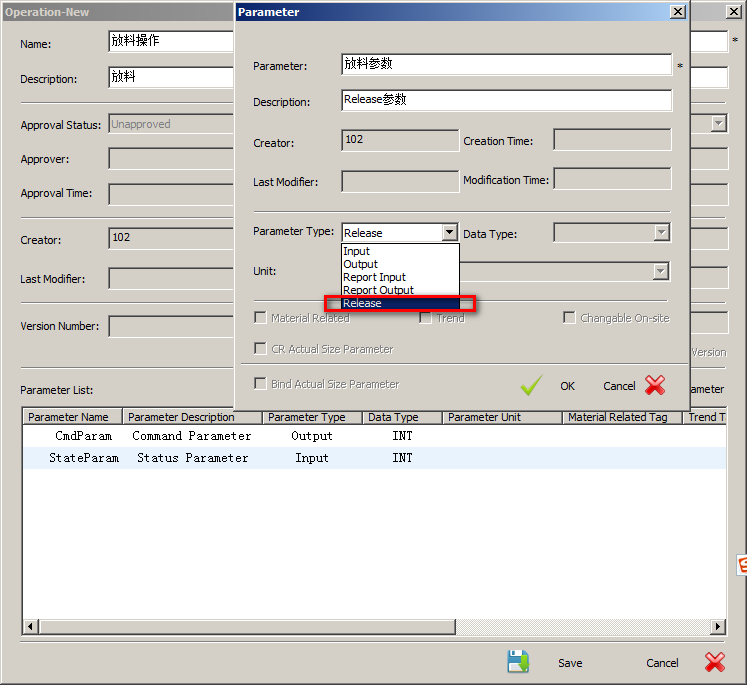 Operation-New
Name: 放料操作 *
Description: 放料
Approval Status: Unapproved
Approver:
Approval Time:
Creator: 102
Last Modifier:
Version Number:
Version
Parameter List:
ameter
Parameter
Parameter: 放料参数 *
Description: Release参数
Creator: 102 Creation Time:
Last Modifier: Modification Time:
Parameter Type: Release Data Type:
Unit:
Input
Output
Report Input
Report Output
Release
Material Related Trend Changable On-site
CR Actual Size Parameter
Bind Actual Size Parameter
OK Cancel
Parameter Name Parameter Description Parameter Type Data Type Parameter Unit Material Related Tag Trend T
CmdParam Command Parameter Output INT
StateParam Status Parameter Input INT
Save Cancel